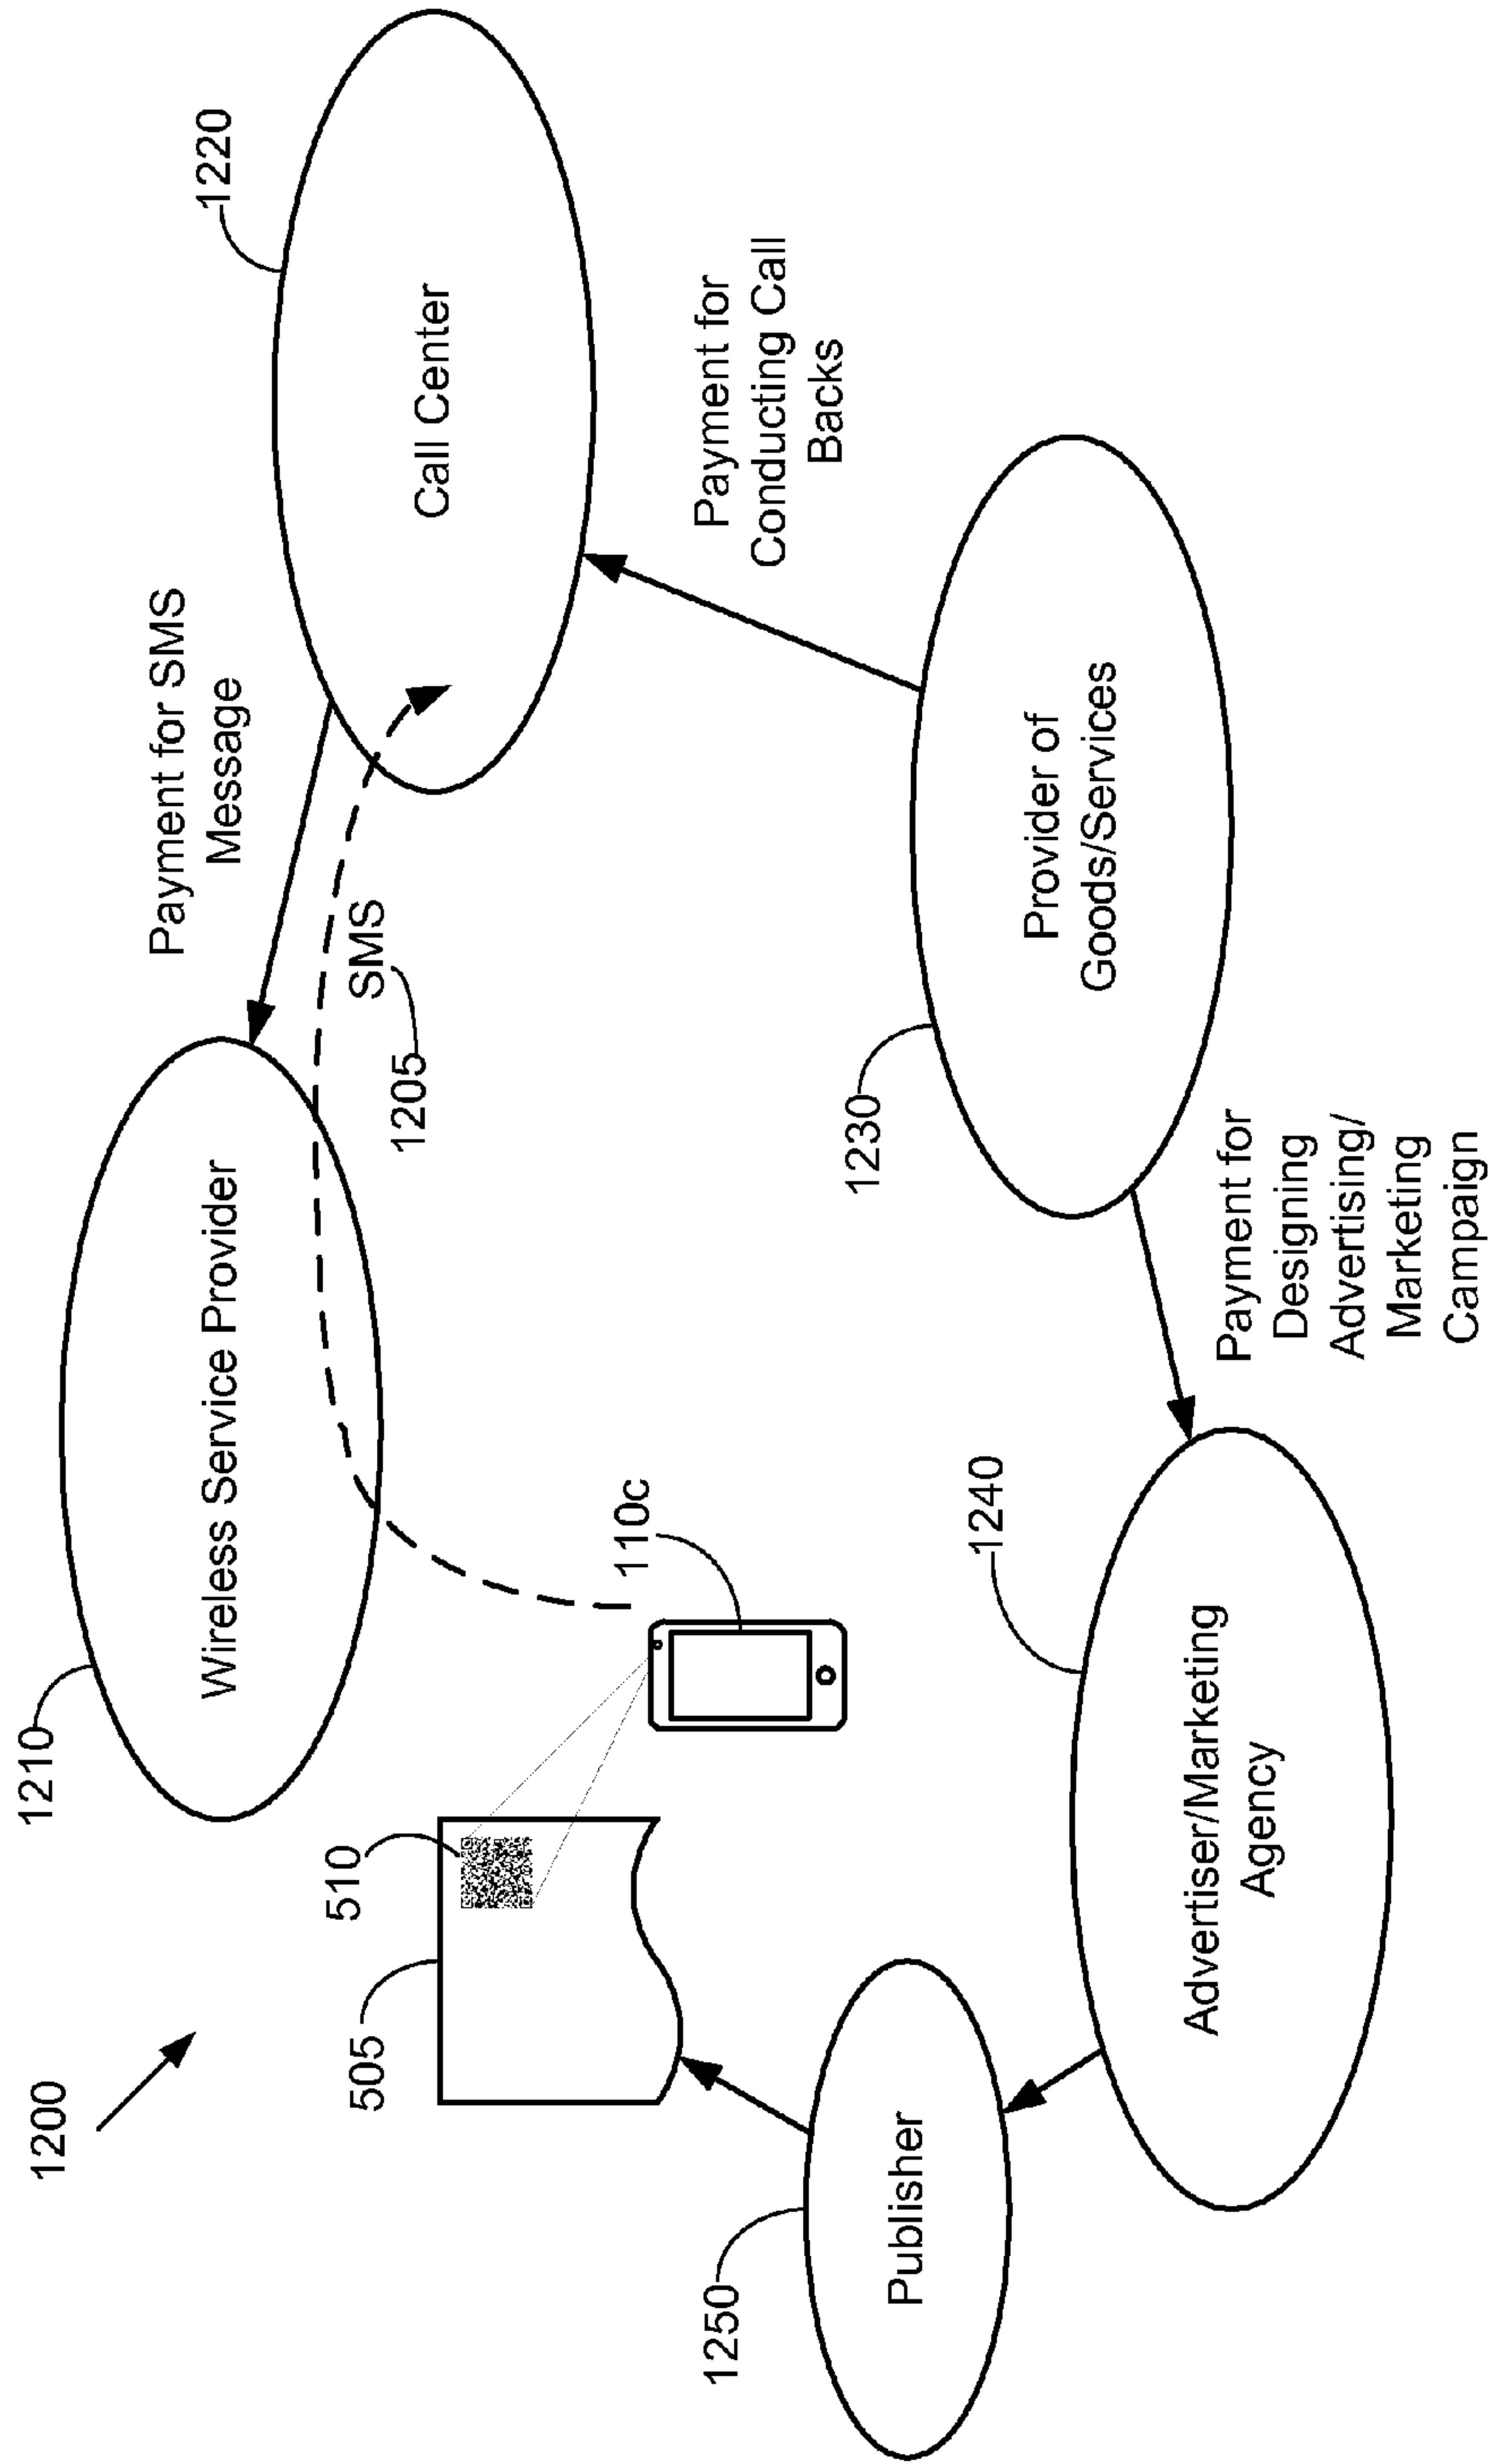 1200
1210
Wireless Service Provider
Payment for SMS
Message
1220
Call Center
SMS
1205
505
510
110c
Payment for
Conducting Call
Backs
1250
Publisher
1240
Advertiser/Marketing
Agency
1230
Provider of
Goods/Services
Payment for
Designing
Advertising/
Marketing
Campaign